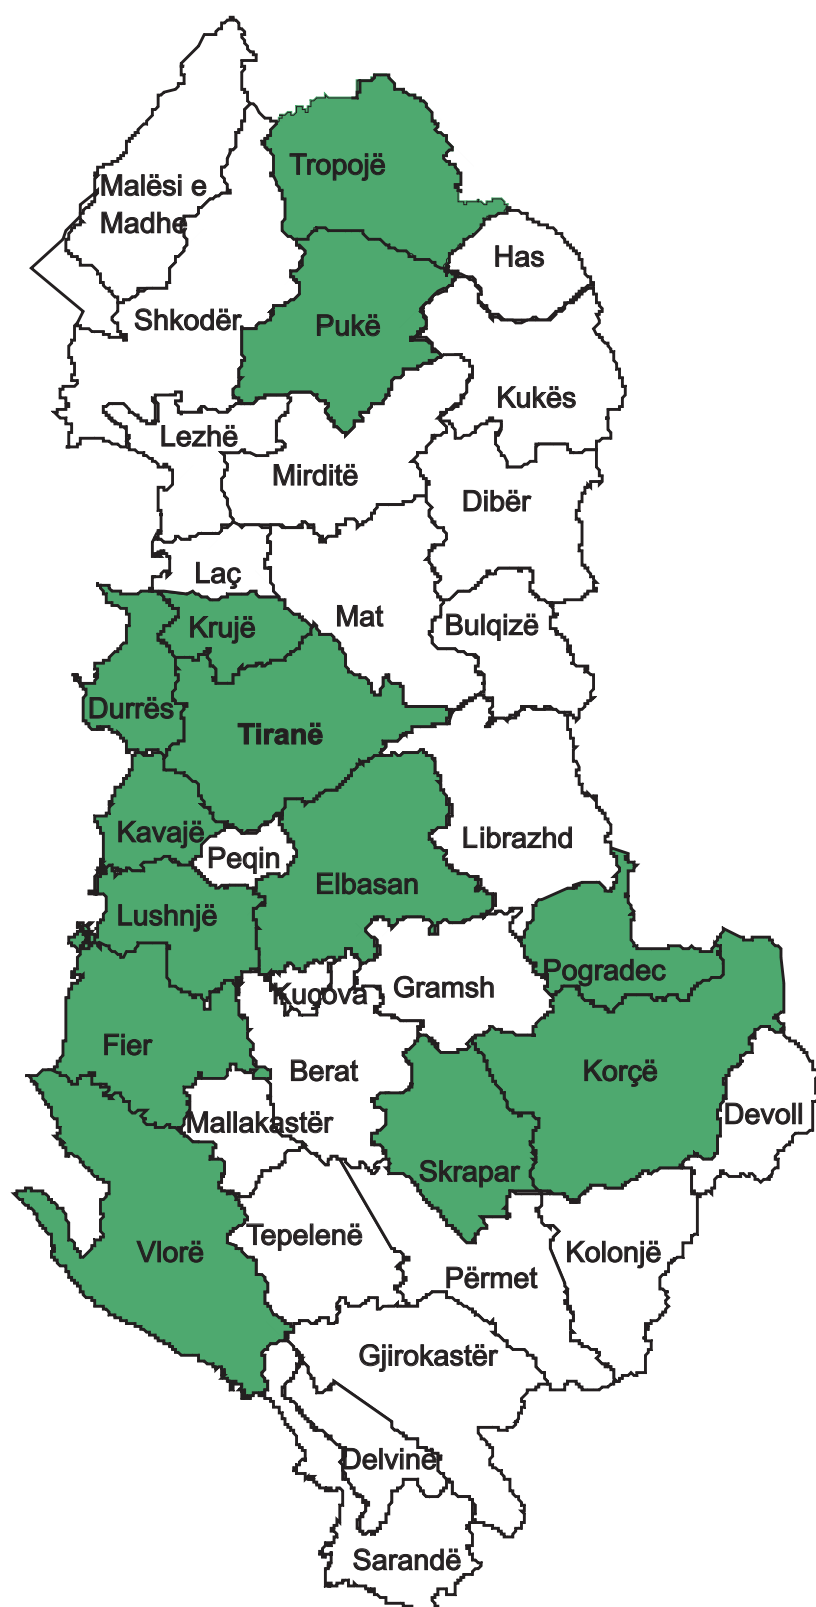 Tropojë
Malësi e
Madhe
Has
Shkodër
Pukë
Kukës
Lezhë
Mirditë
Dibër
Laç
Mat
Krujë
Bulqizë
Durrës
Tiranë
Kavajë
Peqin
Librazhd
Elbasan
Lushnjë
Pogradec
Kuçova
Gramsh
Fier
Berat
Korçë
Devoll
Mallakastër
Skrapar
Tepelenë
Vlorë
Kolonjë
Përmet
Gjirokastër
Delvinë
Sarandë